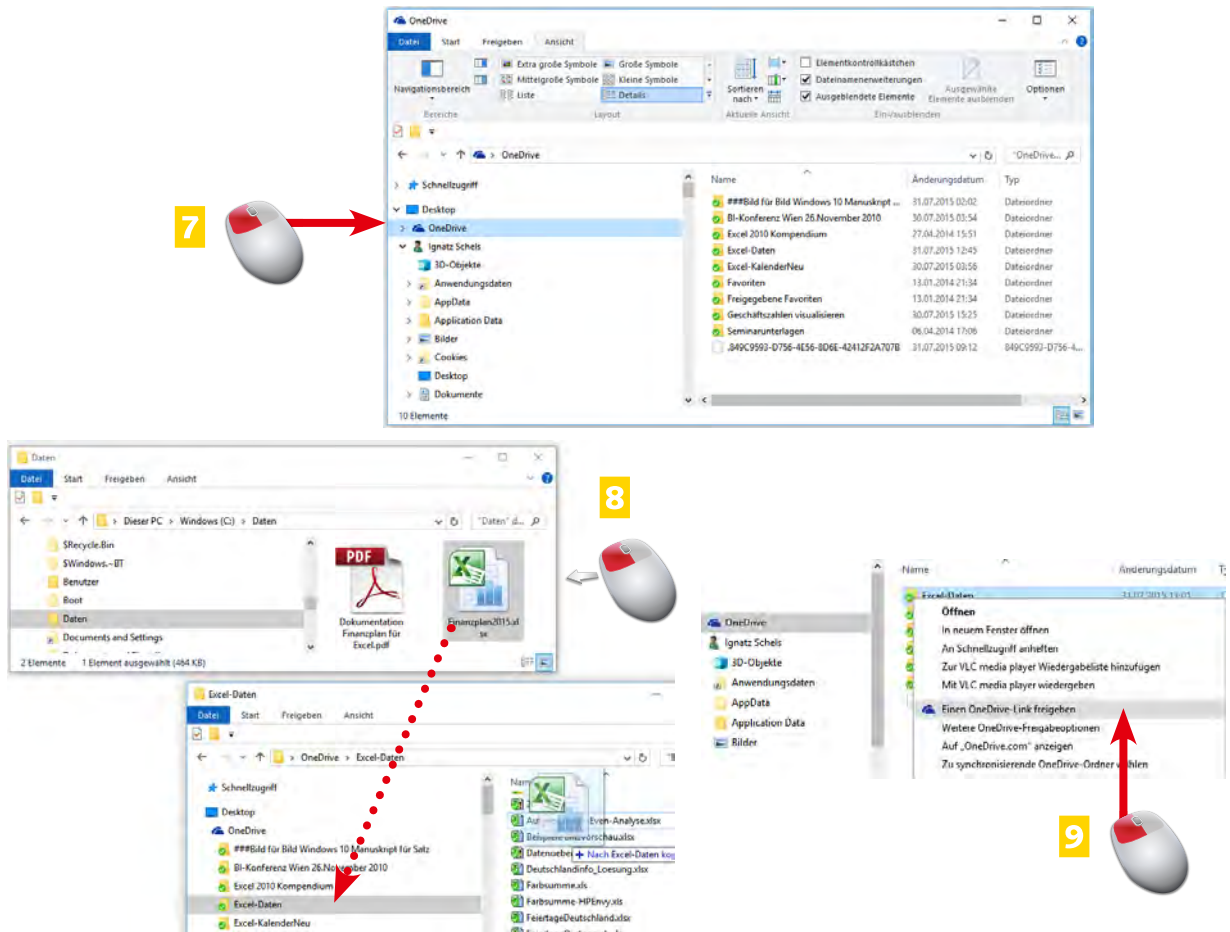 OneDrive
Datei Start Freigeben Ansicht
Navigationsbereich
Extra große Symbole Große Symbole
Mittelgroße Symbole Kleine Symbole
Liste Details
Sortieren nach
Elementkontrollkästchen
Dateinamenerweiterungen
Ausgeblendete Elemente
Ausgewählte Elemente ausblenden
Optionen
Bereiche Layout Aktuelle Ansicht Ein-/ausblenden
> OneDrive "OneDrive...
7
Schnellzugriff
Desktop
OneDrive
Ignatz Schels
3D-Objekte
Anwendungsdaten
AppData
Application Data
Bilder
Cookies
Desktop
Dokumente
Name Änderungsdatum Typ
###Bild für Bild Windows 10 Manuskript ... 31.07.2015 02:02 Dateiordner
BI-Konferenz Wien 26.November 2010 30.07.2015 03:54 Dateiordner
Excel 2010 Kompendium 27.04.2014 15:51 Dateiordner
Excel-Daten 31.07.2015 12:45 Dateiordner
Excel-KalenderNeu 30.07.2015 03:56 Dateiordner
Favoriten 13.01.2014 21:34 Dateiordner
Freigegebene Favoriten 13.01.2014 21:34 Dateiordner
Geschäftszahlen visualisieren 30.07.2015 15:25 Dateiordner
Seminarunterlagen 06.04.2014 17:06 Dateiordner
.849C9593-D756-4E56-8D6E-42412F2A707B 31.07.2015 09:12 849C9593-D756-4...
10 Elemente
Daten
Datei Start Freigeben Ansicht
> Dieser PC > Windows (C:) > Daten "Daten" d...
$Recycle.Bin
$Windows.~BT
Benutzer
Boot
Daten
Documents and Settings
PDF
Dokumentation
Finanzplan für
Excel.pdf
Finanzplan2015.xl
sx
2 Elemente 1 Element ausgewählt (464 KB)
8
Excel-Daten
Datei Start Freigeben Ansicht
> OneDrive > Excel-Daten
Schnellzugriff
Desktop
OneDrive
###Bild für Bild Windows 10 Manuskript für Satz
BI-Konferenz Wien 26.November 2010
Excel 2010 Kompendium
Excel-Daten
Excel-KalenderNeu
Even-Analyse.xlsx
+ Nach Excel-Daten
Deutschlandinfo_Loesung.xlsx
Farbsumme.xls
Farbsumme-HPEnvy.xls
FeiertageDeutschland.xlsx
Name Änderungsdatum
OneDrive
Ignatz Schels
3D-Objekte
Anwendungsdaten
AppData
Application Data
Bilder
Excel-Daten
Öffnen
In neuem Fenster öffnen
An Schnellzugriff anheften
Zur VLC media player Wiedergabeliste hinzufügen
Mit VLC media player wiedergeben
Einen OneDrive-Link freigeben
Weitere OneDrive-Freigabeoptionen
Auf „OneDrive.com" anzeigen
Zu synchronisierende OneDrive-Ordner wählen
9